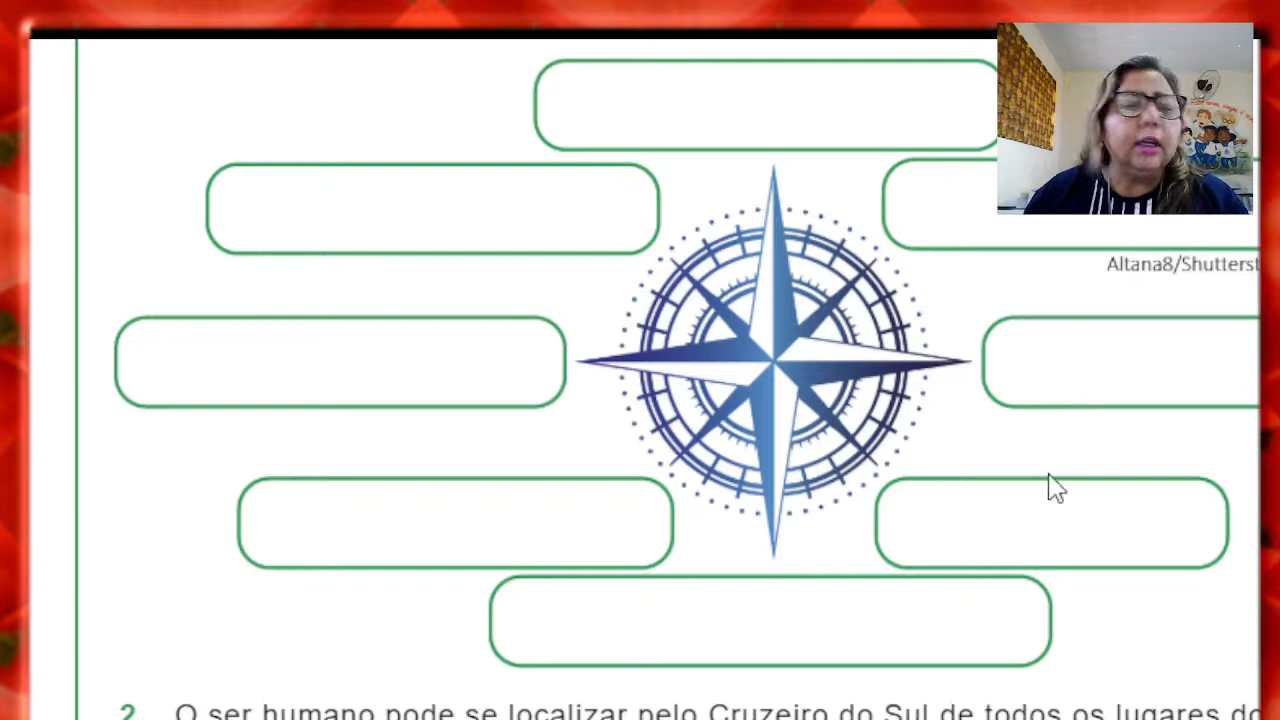 Altana8/Shutterst
2 O ser humano pode se localizar pelo Cruzeiro do Sul de todos os lugares do